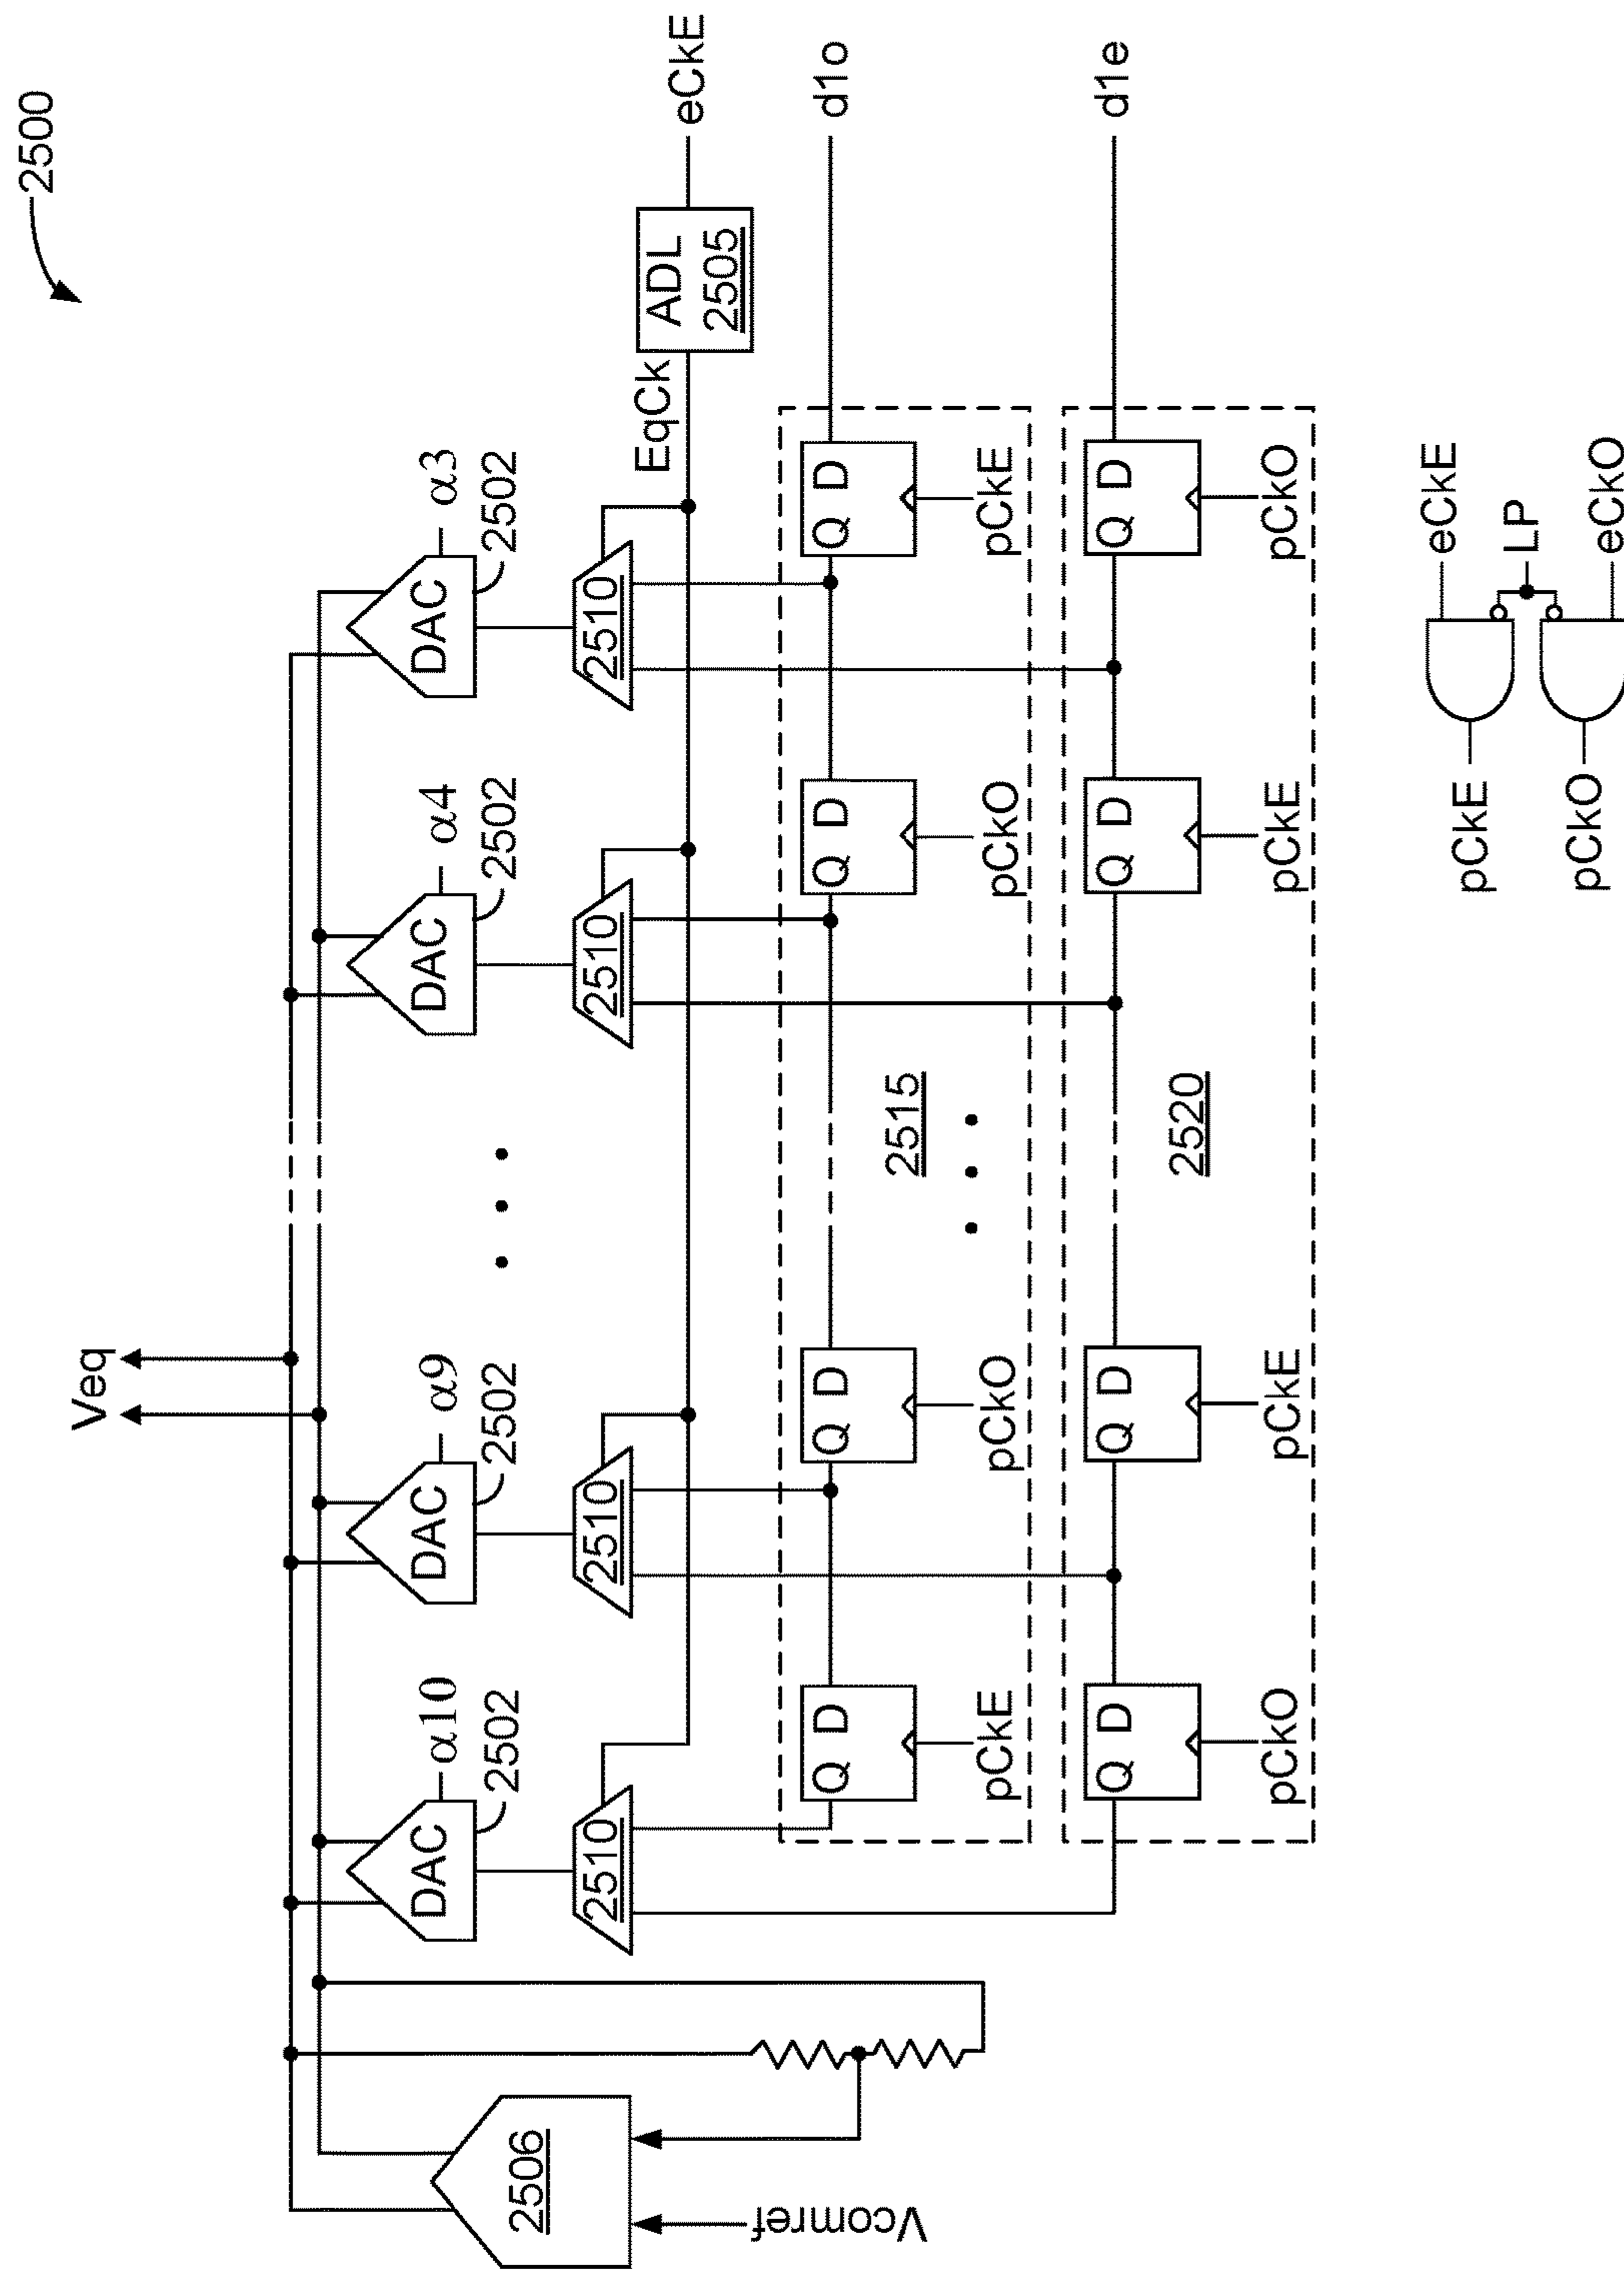 2500
Veq
α10
α9
α4
α3
2502
2502
2502
2502
DAC
DAC
DAC
DAC
2506
2510
2510
2510
2510
EqCk
ADL
2505
eCkE
Vcomref
Q D
Q D
Q D
Q D
d1o
pCkE
pCkO
pCkO
pCkE
2515
Q D
Q D
Q D
Q D
d1e
pCkO
pCkE
pCkE
pCkO
2520
pCkE
eCkE
LP
pCkO
eCkO